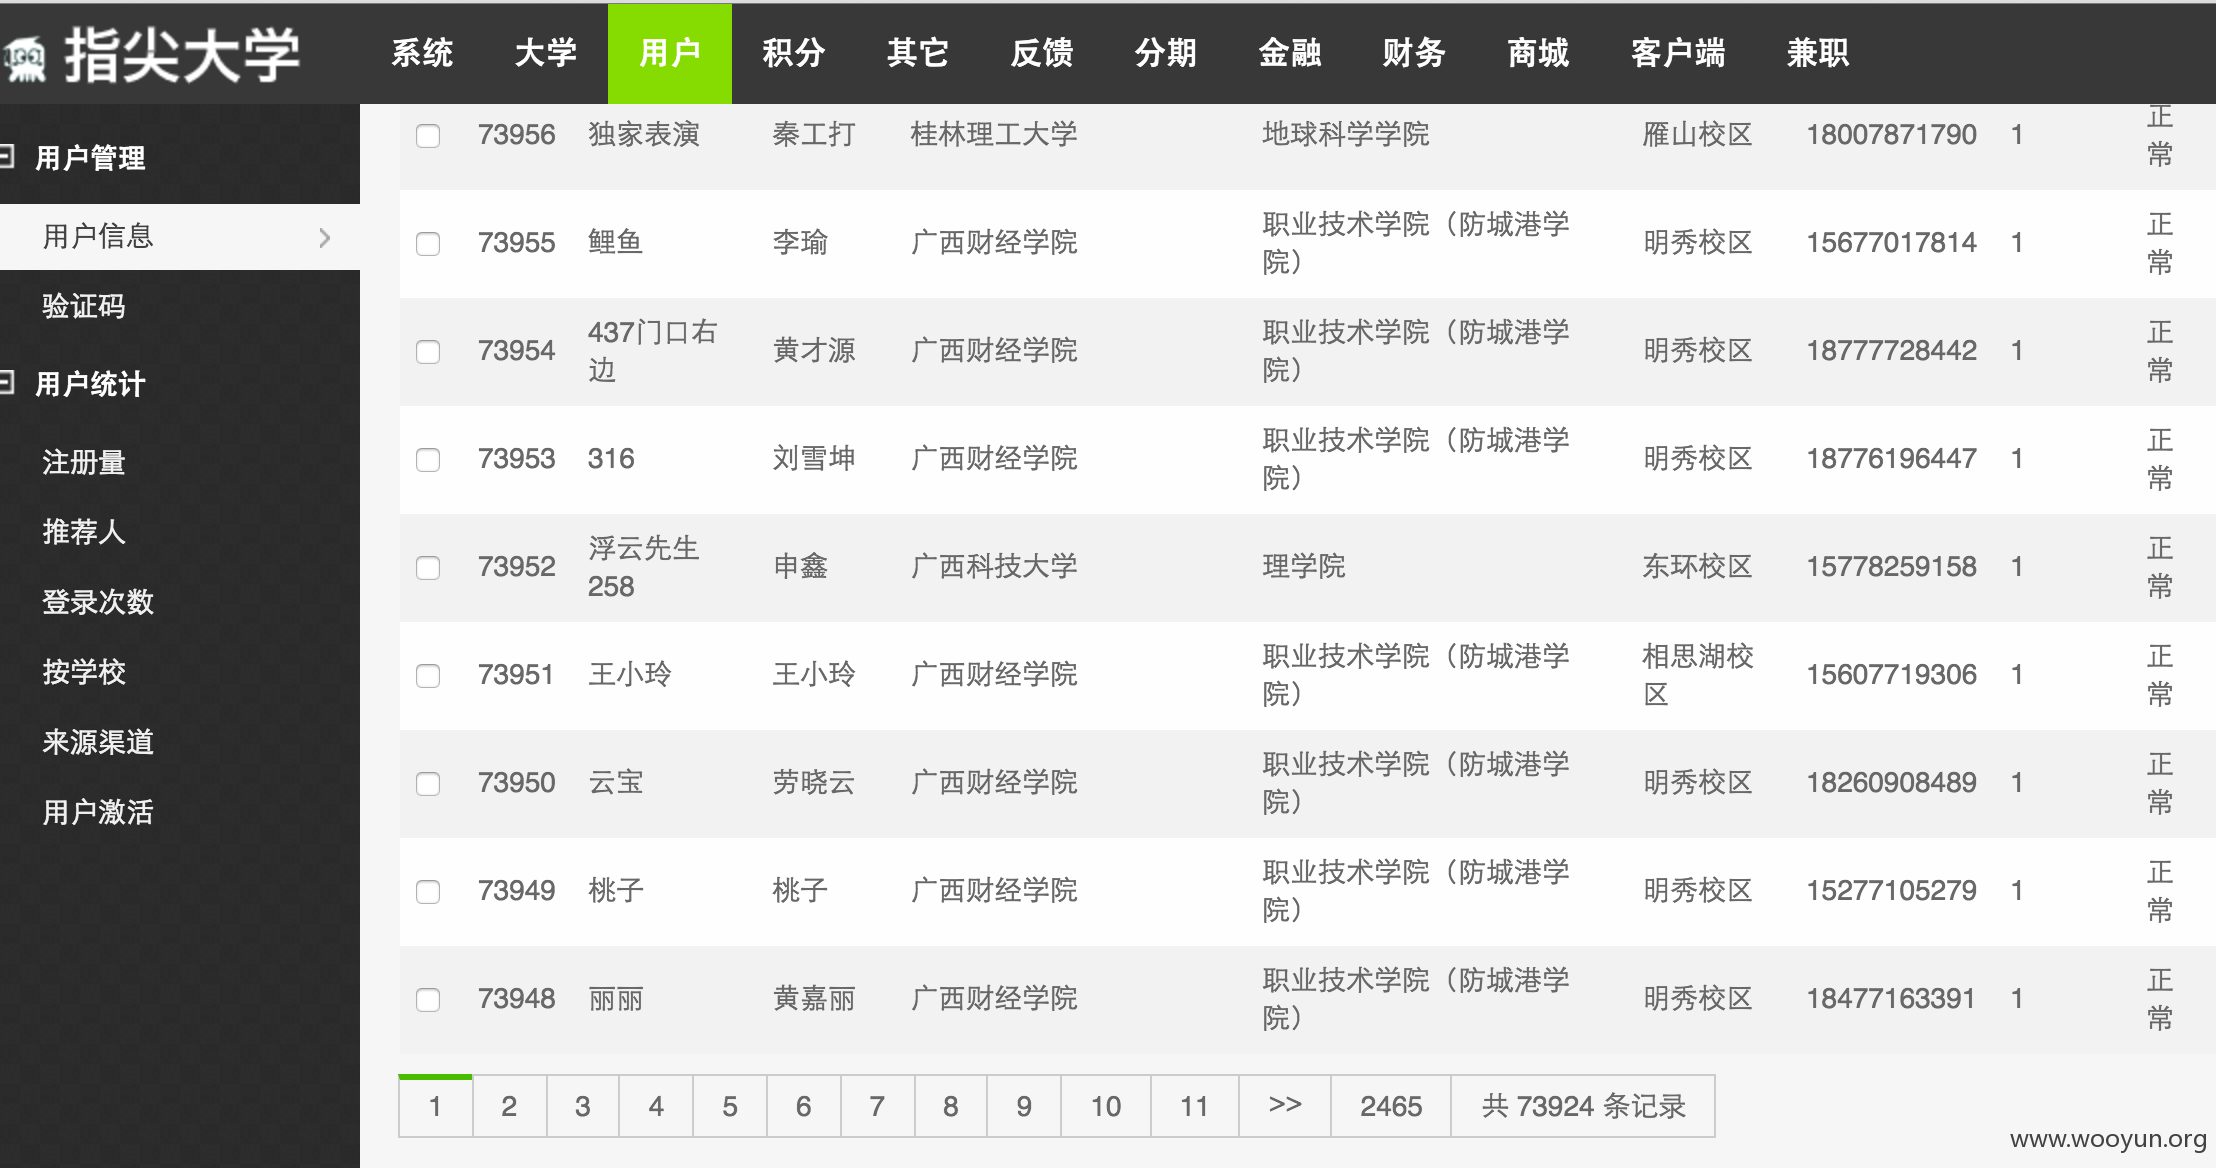 指尖大学
系统 大学 用户 积分 其它 反馈 分期 金融 财务 商城 客户端 兼职
用户管理
用户信息
验证码
用户统计
注册量
推荐人
登录次数
按学校
来源渠道
用户激活
73956 独家表演 秦工打 桂林理工大学 地球科学学院 雁山校区 18007871790 1 正常
73955 鲤鱼 李瑜 广西财经学院 职业技术学院（防城港学院） 明秀校区 15677017814 1 正常
73954 437门口右边 黄才源 广西财经学院 职业技术学院（防城港学院） 明秀校区 18777728442 1 正常
73953 316 刘雪坤 广西财经学院 职业技术学院（防城港学院） 明秀校区 18776196447 1 正常
73952 浮云先生258 申鑫 广西科技大学 理学院 东环校区 15778259158 1 正常
73951 王小玲 王小玲 广西财经学院 职业技术学院（防城港学院） 相思湖校区 15607719306 1 正常
73950 云宝 劳晓云 广西财经学院 职业技术学院（防城港学院） 明秀校区 18260908489 1 正常
73949 桃子 桃子 广西财经学院 职业技术学院（防城港学院） 明秀校区 15277105279 1 正常
73948 丽丽 黄嘉丽 广西财经学院 职业技术学院（防城港学院） 明秀校区 18477163391 1 正常
1 2 3 4 5 6 7 8 9 10 11 >> 2465 共 73924 条记录
www.wooyun.org